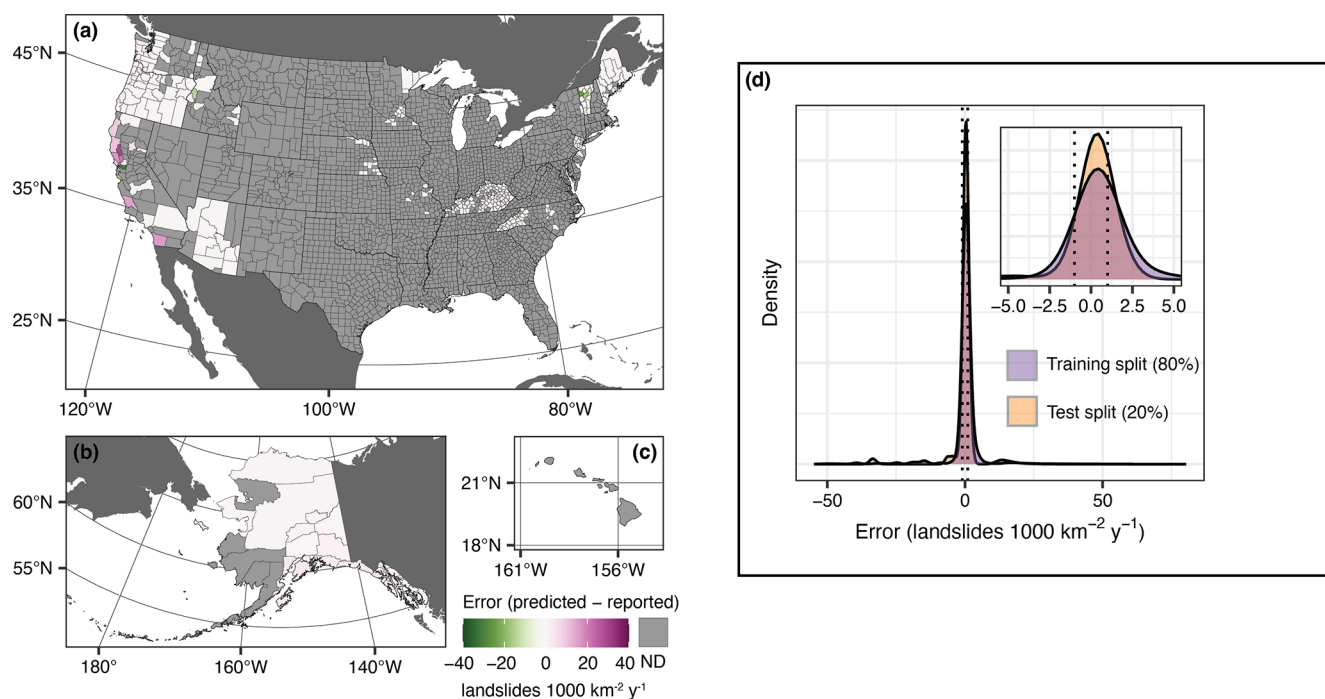 (a)
45°N
35°N
25°N
120°W
100°W
80°W
(b)
60°N
55°N
180°
160°W
140°W
(c)
21°N
18°N
161°W
156°W
Error (predicted − reported)
−40
−20
0
20
40
ND
landslides 1000 km⁻² y⁻¹
(d)
Density
−5.0
−2.5
0.0
2.5
5.0
Training split (80%)
Test split (20%)
−50
0
50
Error (landslides 1000 km⁻² y⁻¹)